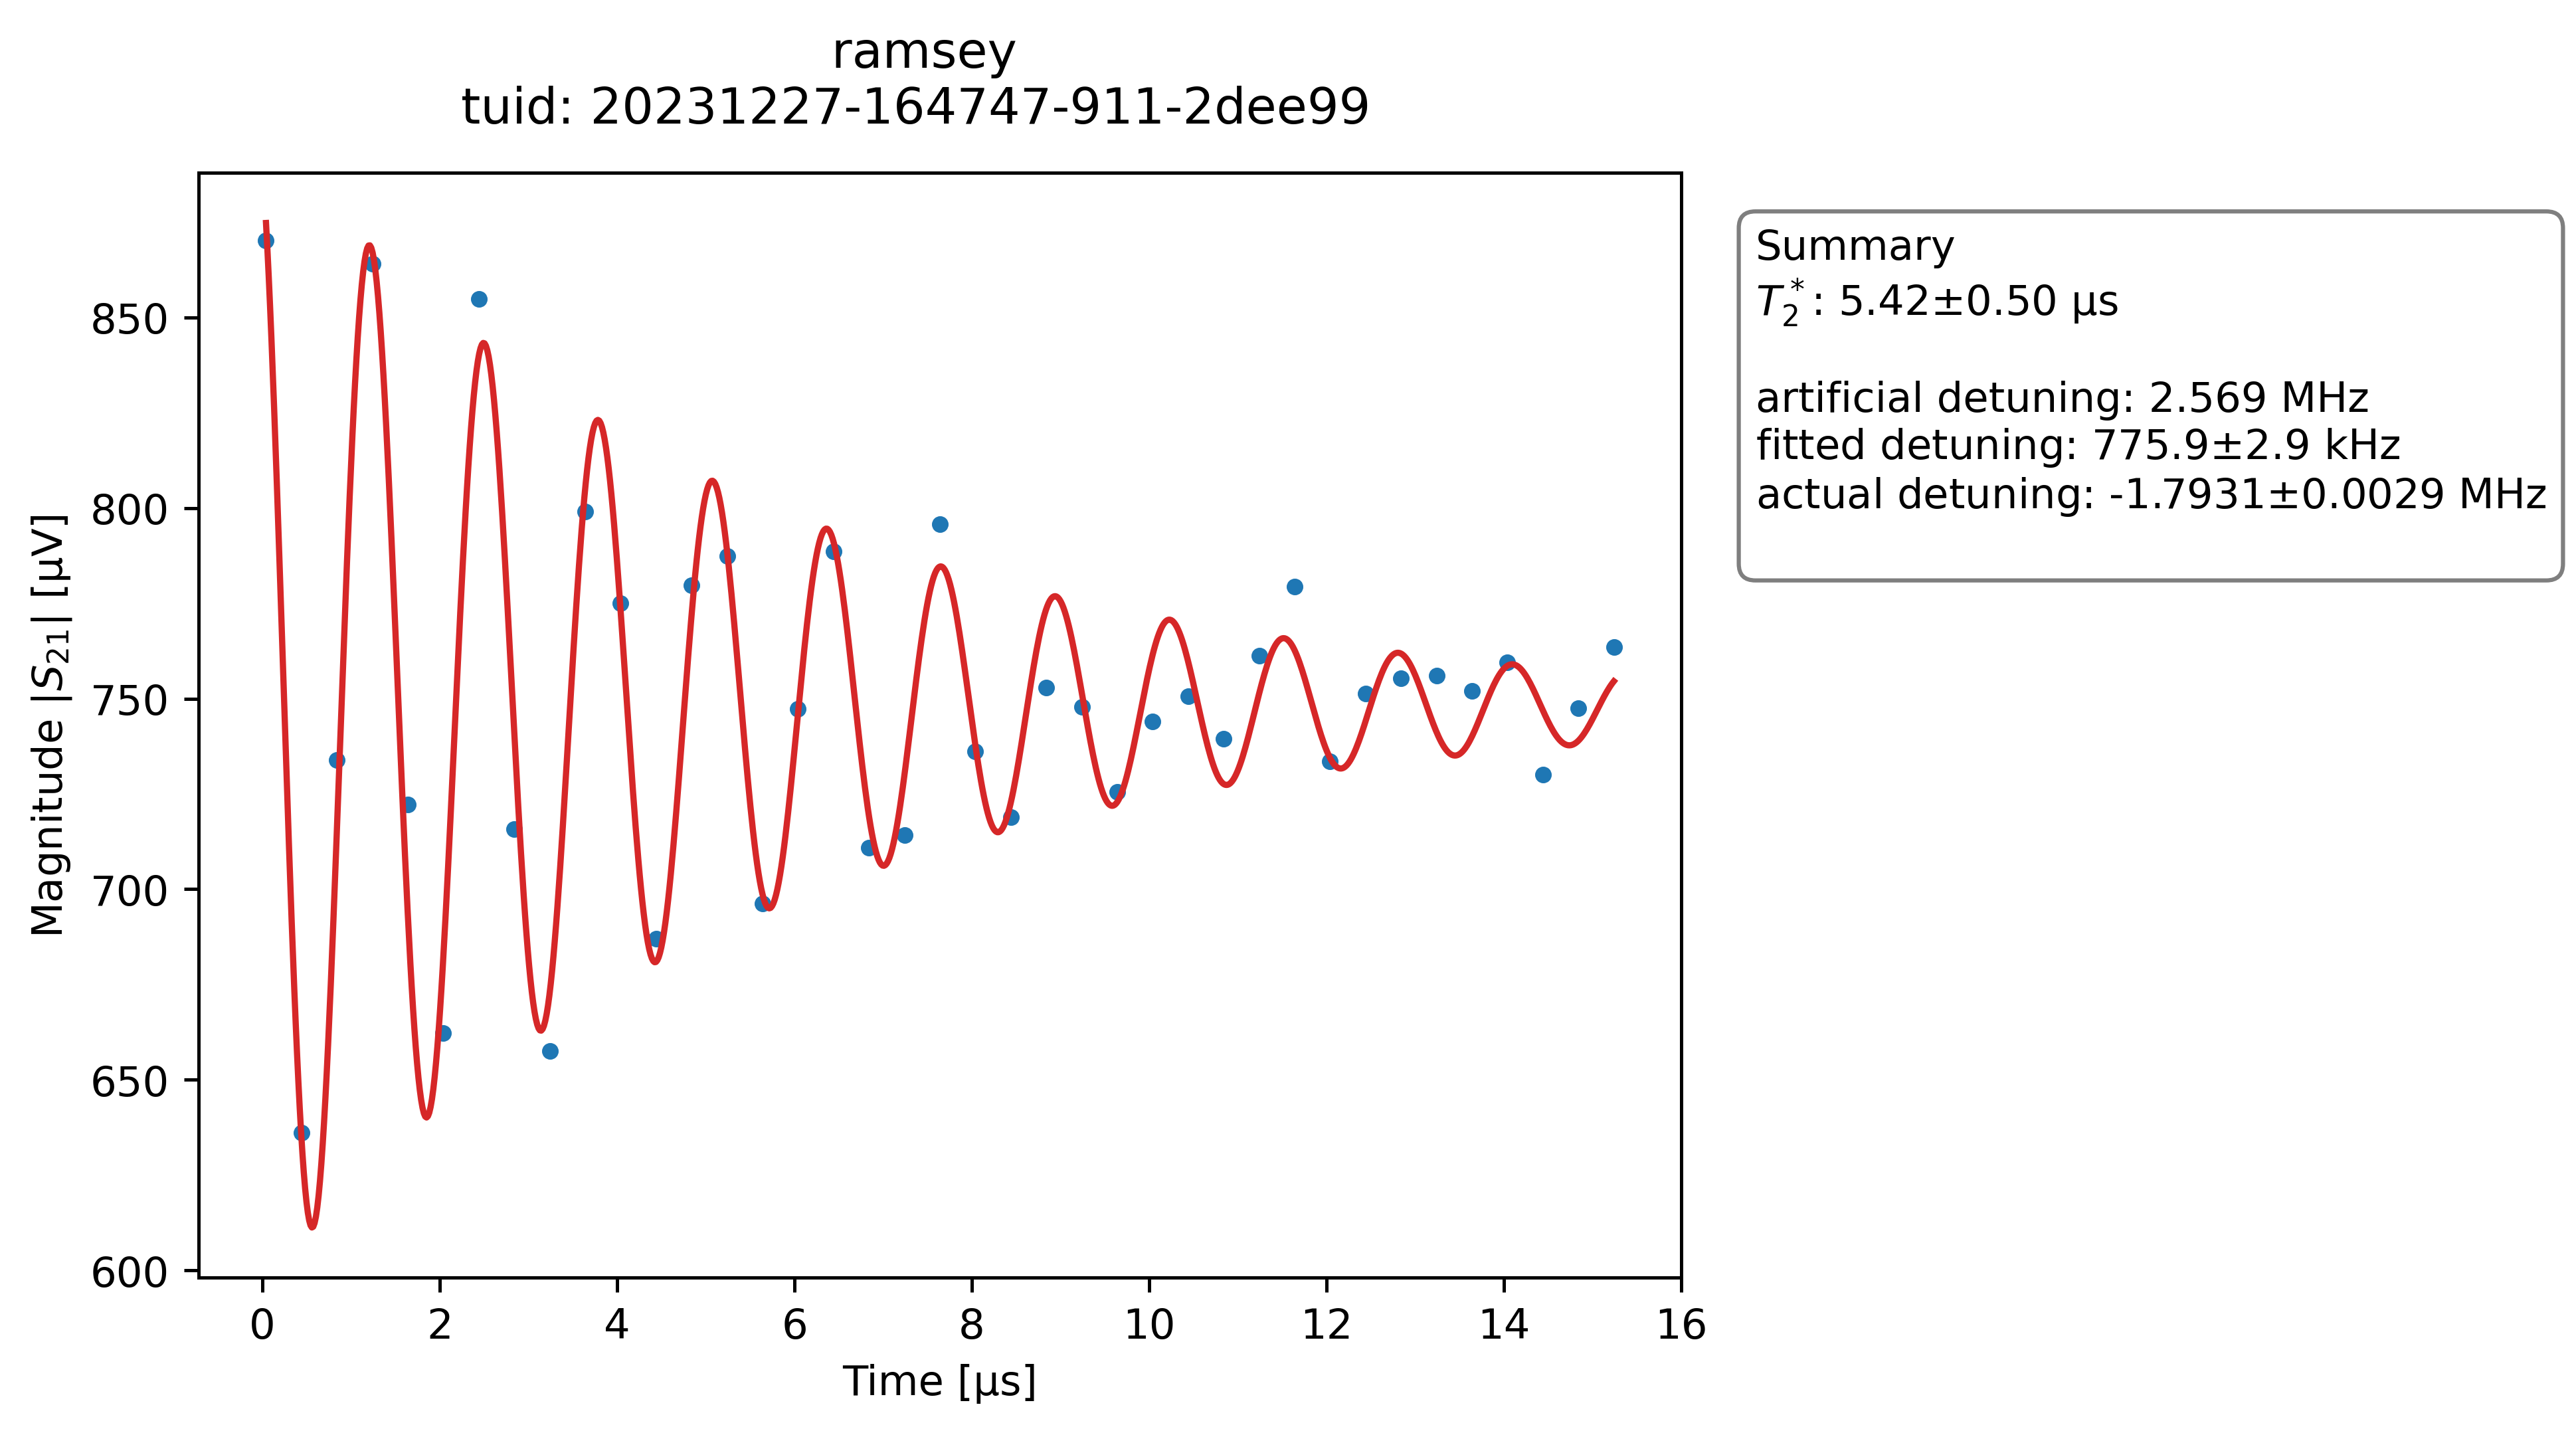 ramsey
tuid: 20231227-164747-911-2dee99
Magnitude |S₂₁| [µV]
850
800
750
700
650
600
0 2 4 6 8 10 12 14 16
Time [µs]
Summary
T₂*: 5.42±0.50 µs
artificial detuning: 2.569 MHz
fitted detuning: 775.9±2.9 kHz
actual detuning: -1.7931±0.0029 MHz